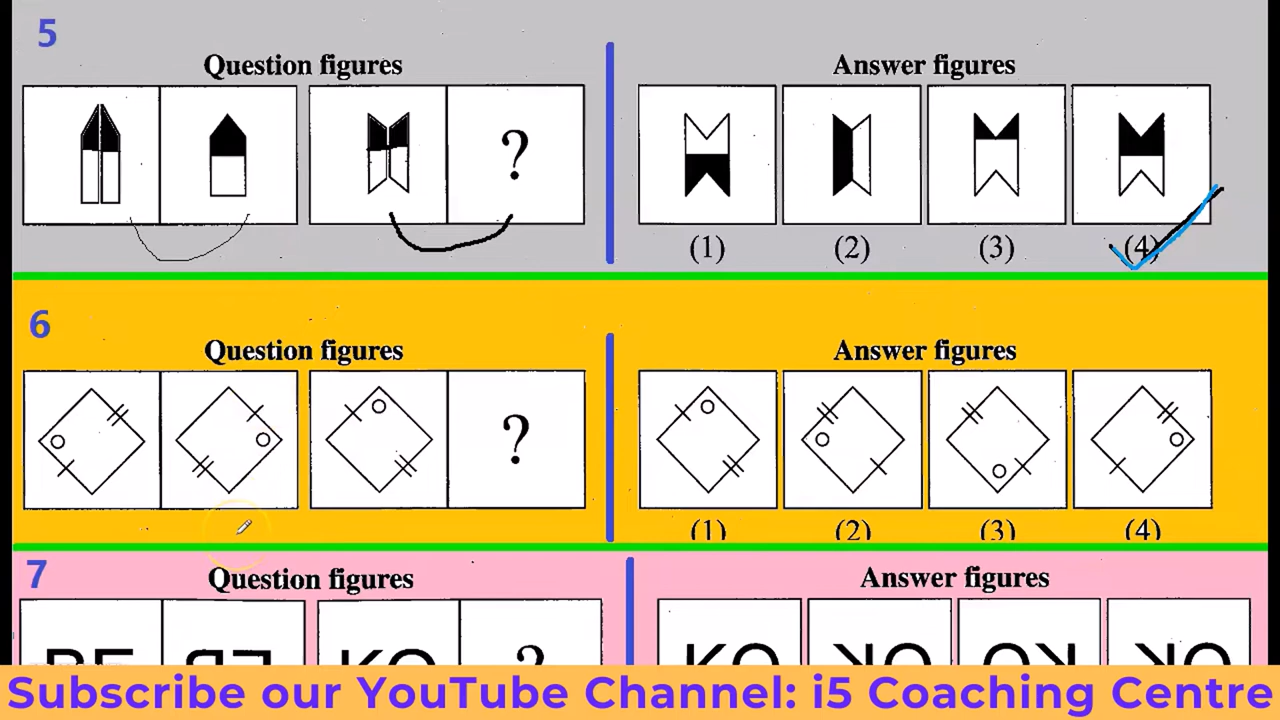 5
Question figures
Answer figures
?
(1) (2) (3) (4)
6
Question figures
Answer figures
?
(1) (2) (3) (4)
7
Question figures
Answer figures
?
Subscribe our YouTube Channel: i5 Coaching Centre